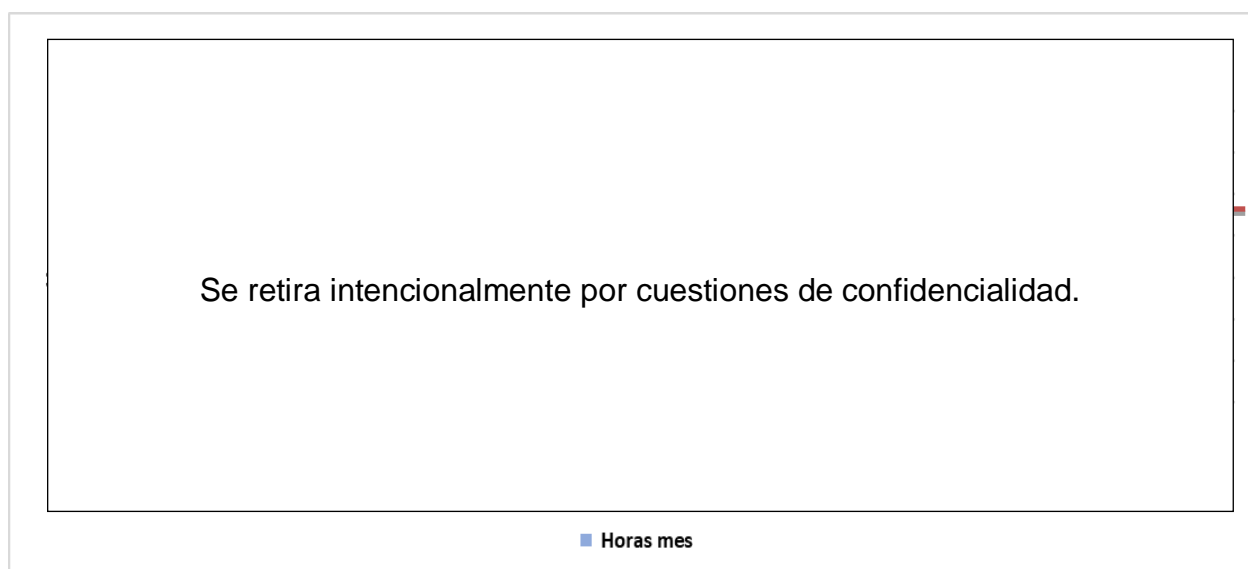 Se retira intencionalmente por cuestiones de confidencialidad.
Horas mes